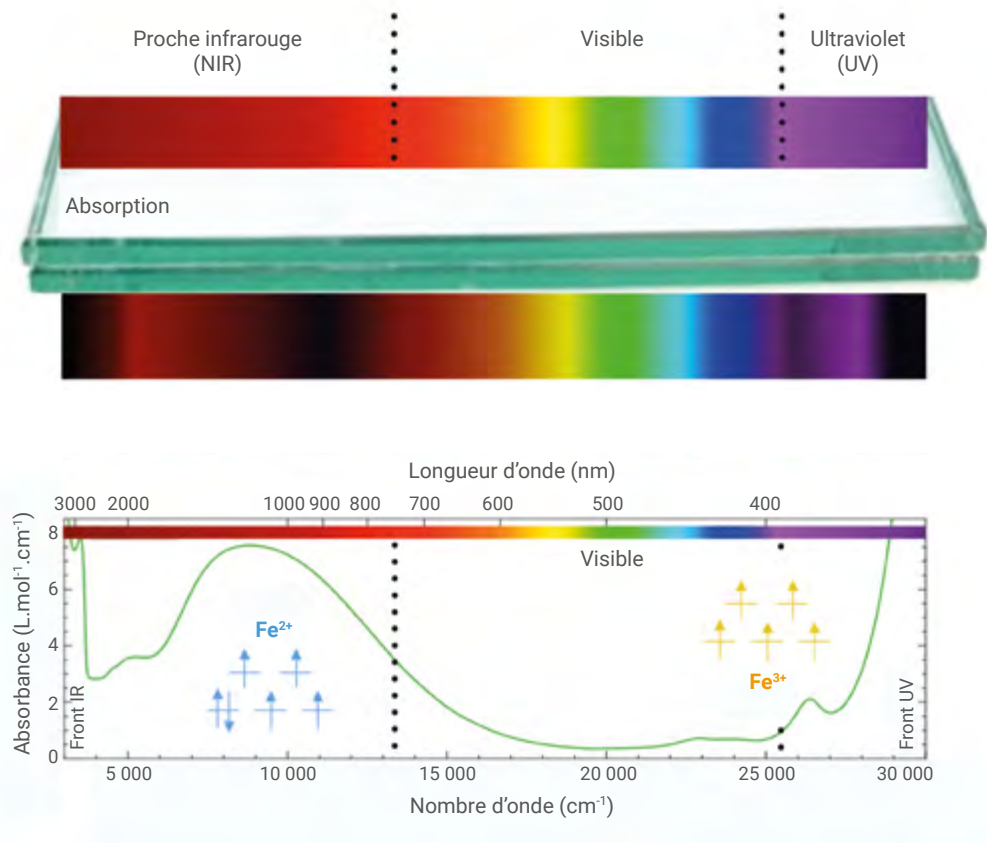 Proche infrarouge
(NIR)
Visible
Ultraviolet
(UV)
Absorption
Longueur d'onde (nm)
3000 2000 1000 900 800 700 600 500 400
Absorbance (L.mol⁻¹.cm⁻¹)
8
6
4
2
0
Visible
Fe²⁺
Fe³⁺
Front IR
Front UV
5 000 10 000 15 000 20 000 25 000 30 000
Nombre d'onde (cm⁻¹)